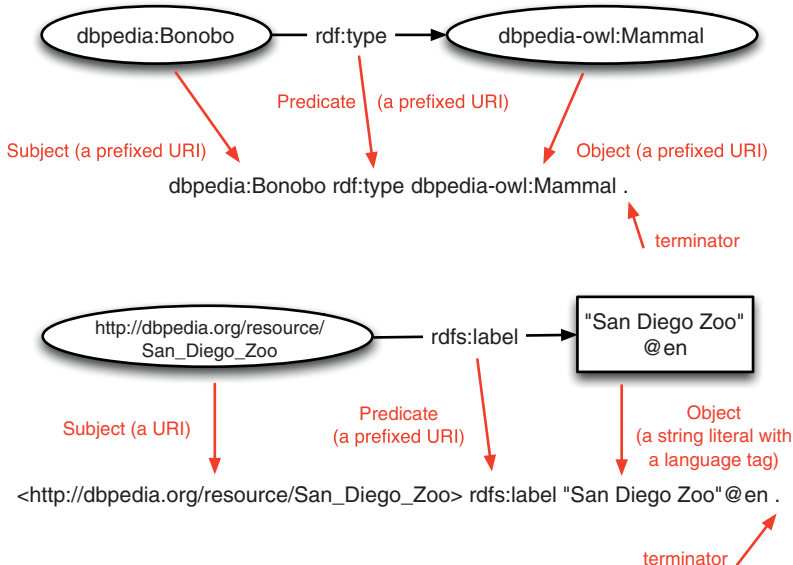 dbpedia:Bonobo rdf:type dbpedia-owl:Mammal
Predicate (a prefixed URI)
Subject (a prefixed URI) Object (a prefixed URI)
dbpedia:Bonobo rdf:type dbpedia-owl:Mammal .
terminator
http://dbpedia.org/resource/
San_Diego_Zoo
rdfs:label
"San Diego Zoo"
@en
Subject (a URI)
Predicate
(a prefixed URI)
Object
(a string literal with
a language tag)
<http://dbpedia.org/resource/San_Diego_Zoo> rdfs:label "San Diego Zoo"@en .
terminator